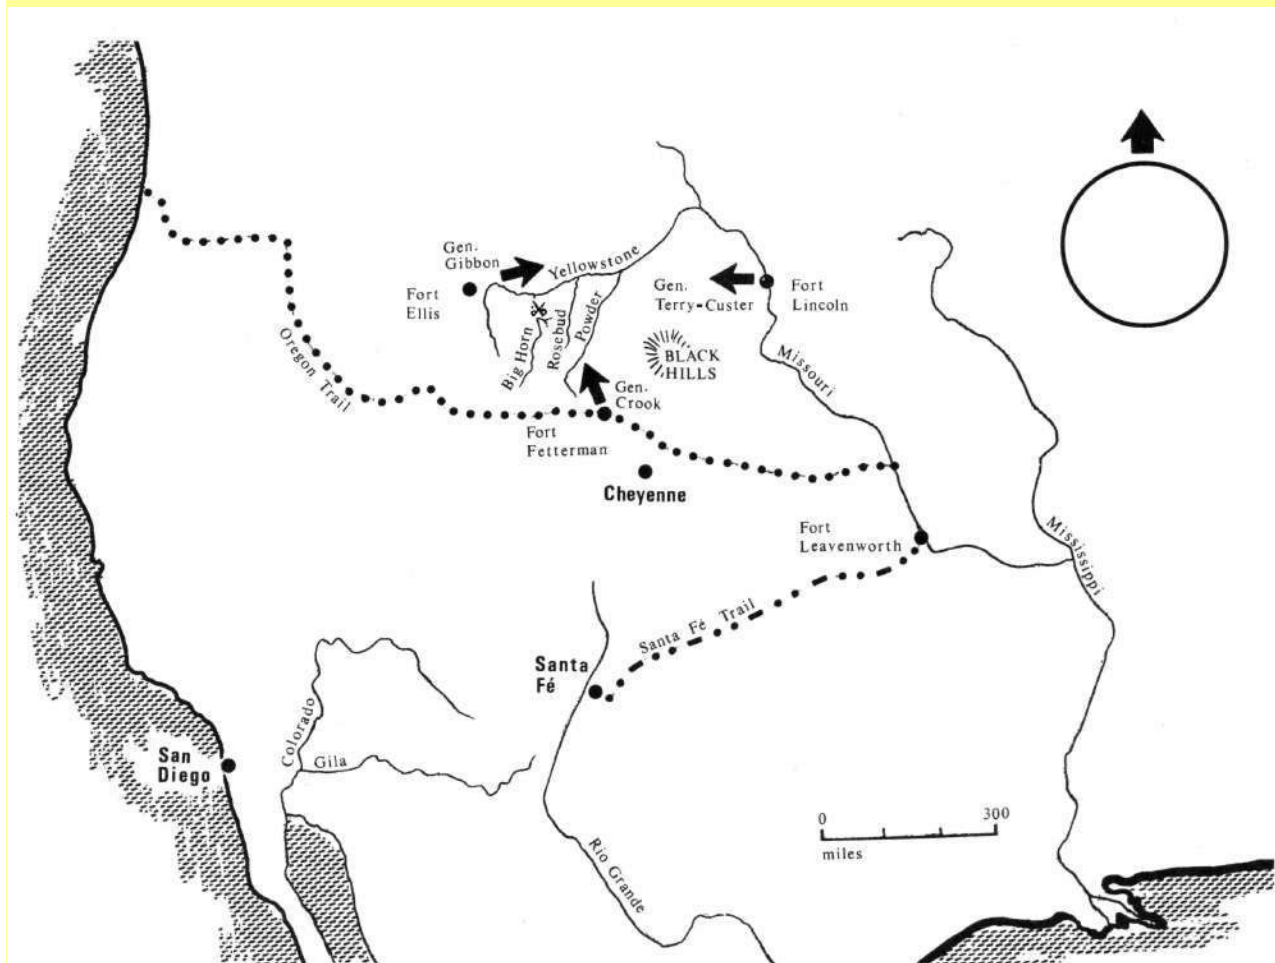 Gen.
Gibbon
Yellowstone
Fort
Ellis
Gen.
Terry-Custer
Fort
Lincoln
Big Horn
Rosebud
Powder
BLACK
HILLS
Missouri
Oregon Trail
Gen.
Crook
Fort
Fetterman
Cheyenne
Fort
Leavenworth
Mississippi
Santa Fé Trail
Santa
Fé
Colorado
San
Diego
Gila
Rio Grande
0 300
miles